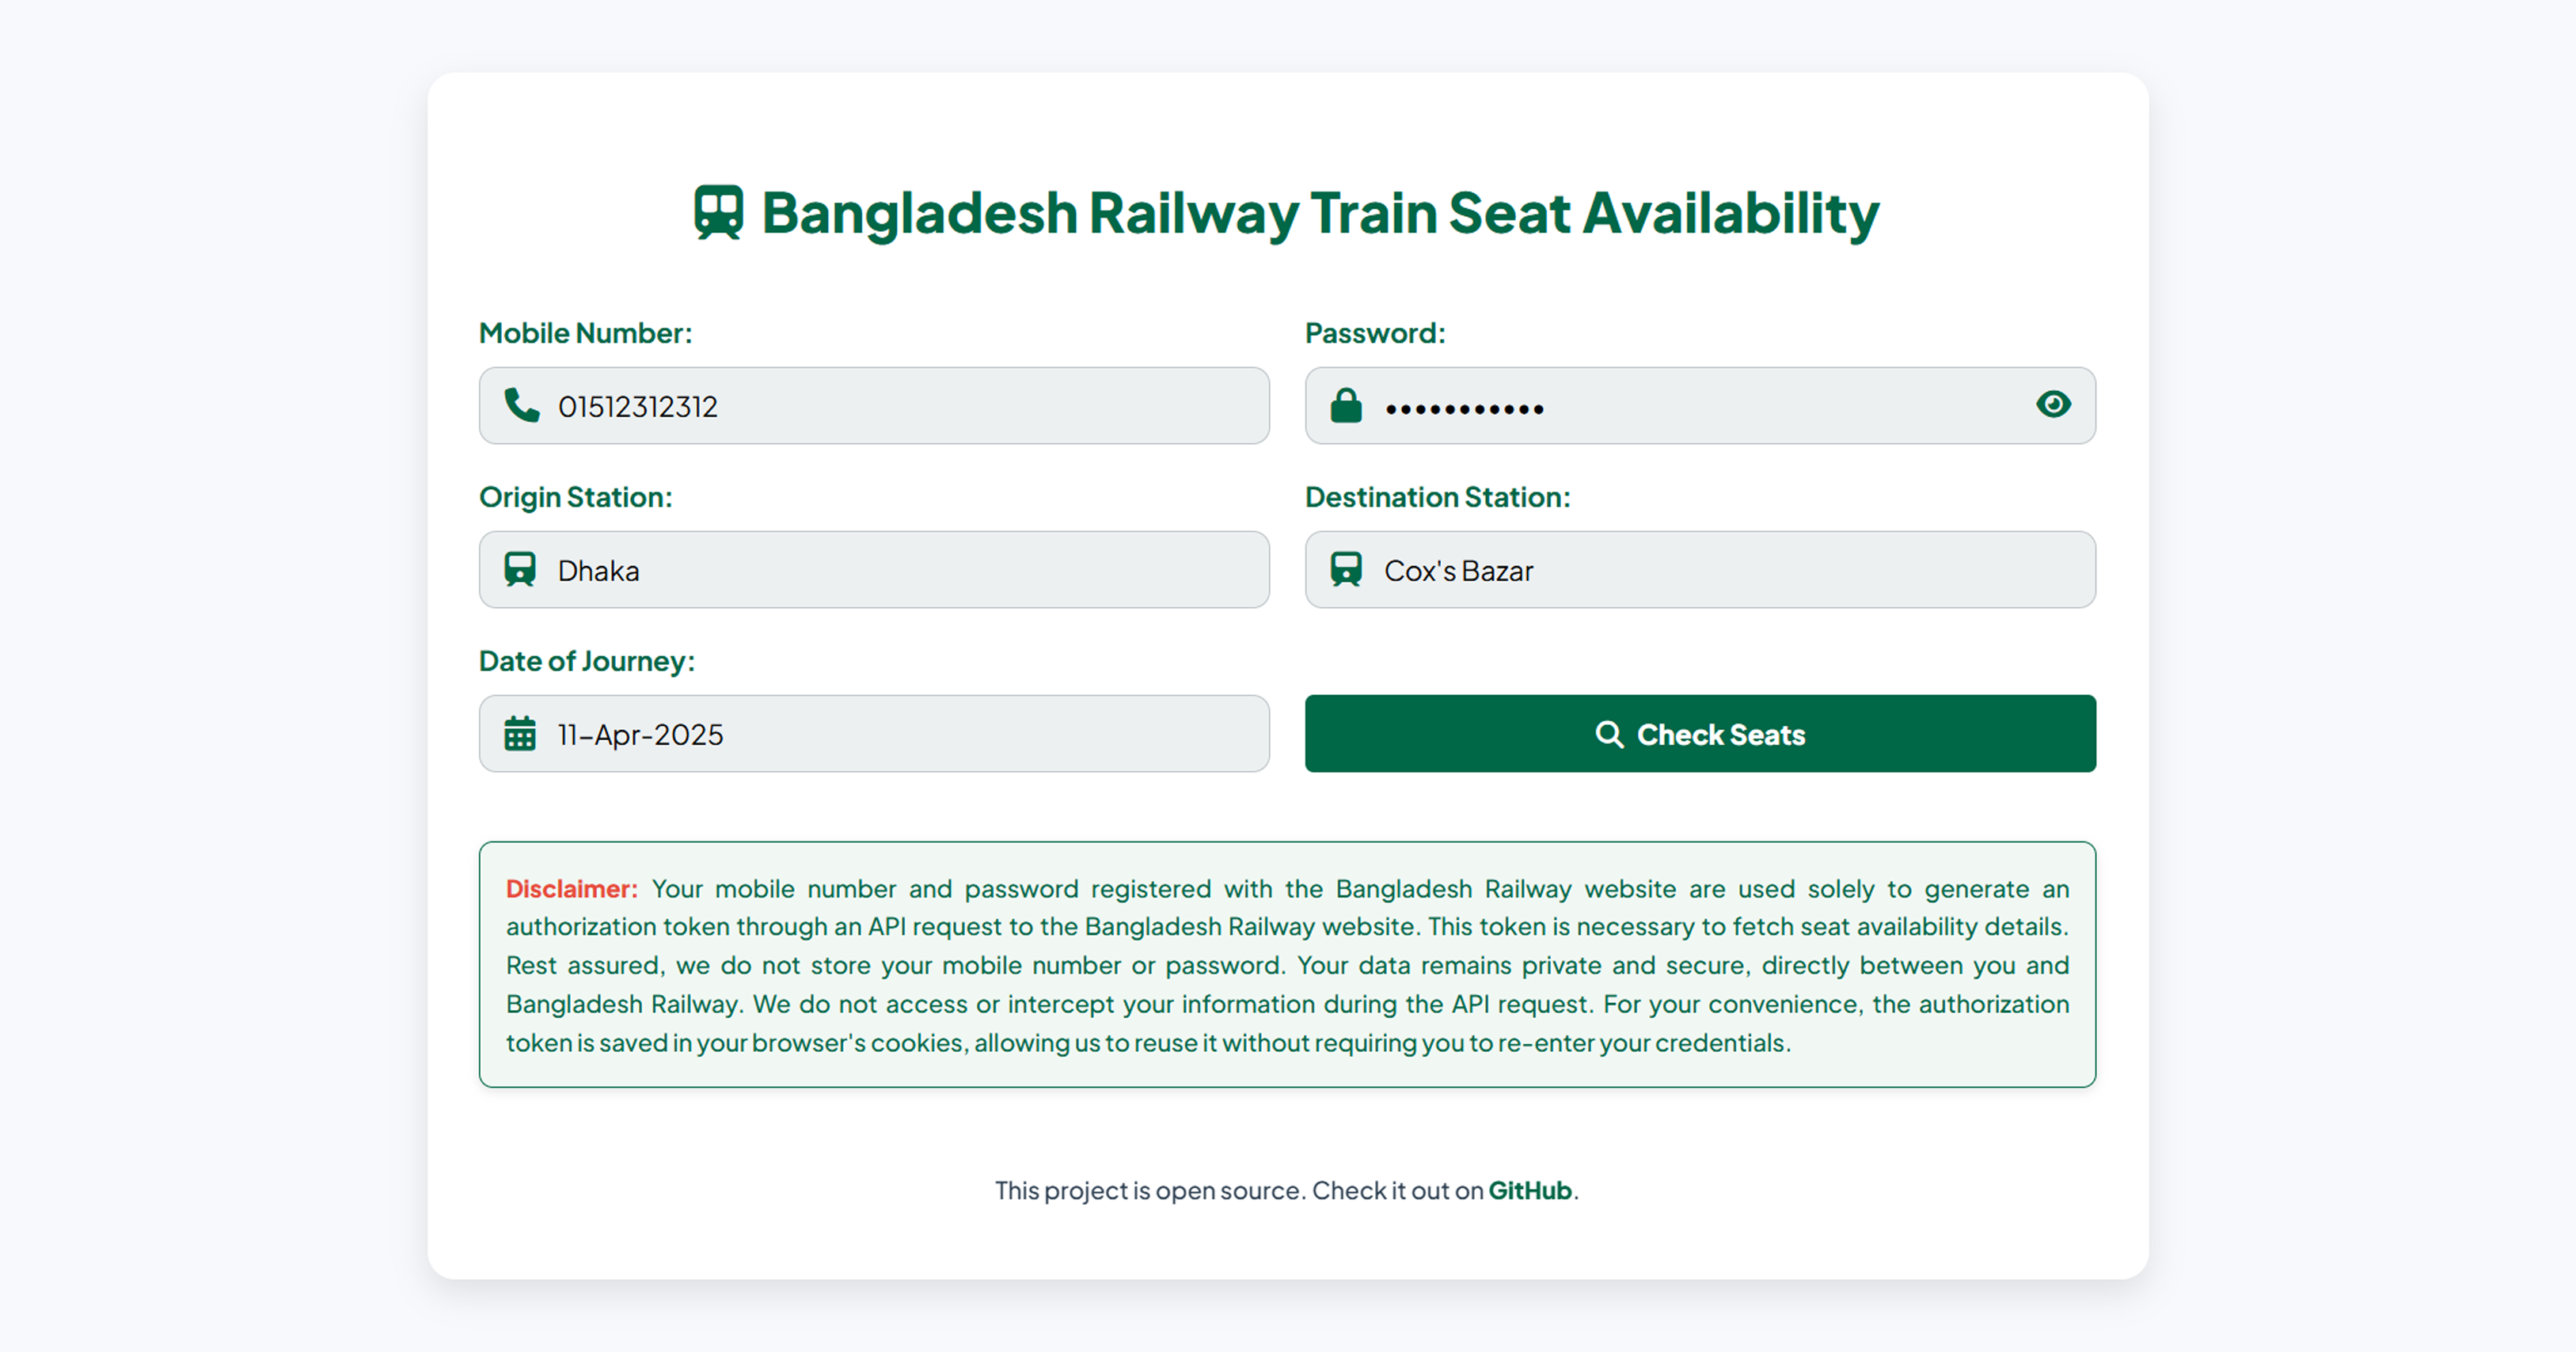 Bangladesh Railway Train Seat Availability
Mobile Number:
01512312312
Password:
•••••••••••
Origin Station:
Dhaka
Destination Station:
Cox's Bazar
Date of Journey:
11-Apr-2025
Check Seats
Disclaimer: Your mobile number and password registered with the Bangladesh Railway website are used solely to generate an
authorization token through an API request to the Bangladesh Railway website. This token is necessary to fetch seat availability details.
Rest assured, we do not store your mobile number or password. Your data remains private and secure, directly between you and
Bangladesh Railway. We do not access or intercept your information during the API request. For your convenience, the authorization
token is saved in your browser's cookies, allowing us to reuse it without requiring you to re-enter your credentials.
This project is open source. Check it out on GitHub.